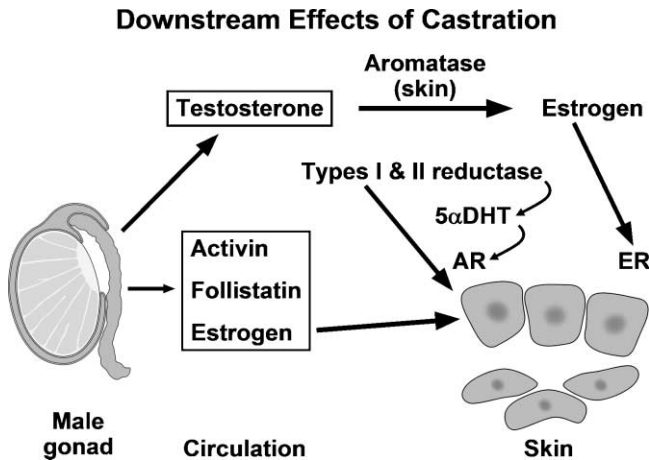 Downstream Effects of Castration
Aromatase
(skin)
Testosterone
Estrogen
Types I & II reductase
5αDHT
AR
ER
Activin
Follistatin
Estrogen
Male
gonad
Circulation
Skin